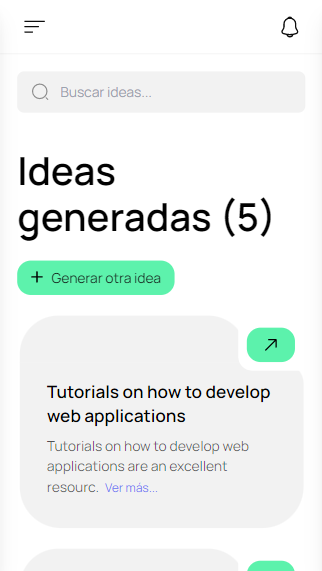 Buscar ideas...
Ideas
generadas (5)
+ Generar otra idea
Tutorials on how to develop
web applications
Tutorials on how to develop web
applications are an excellent
resourc. Ver más...